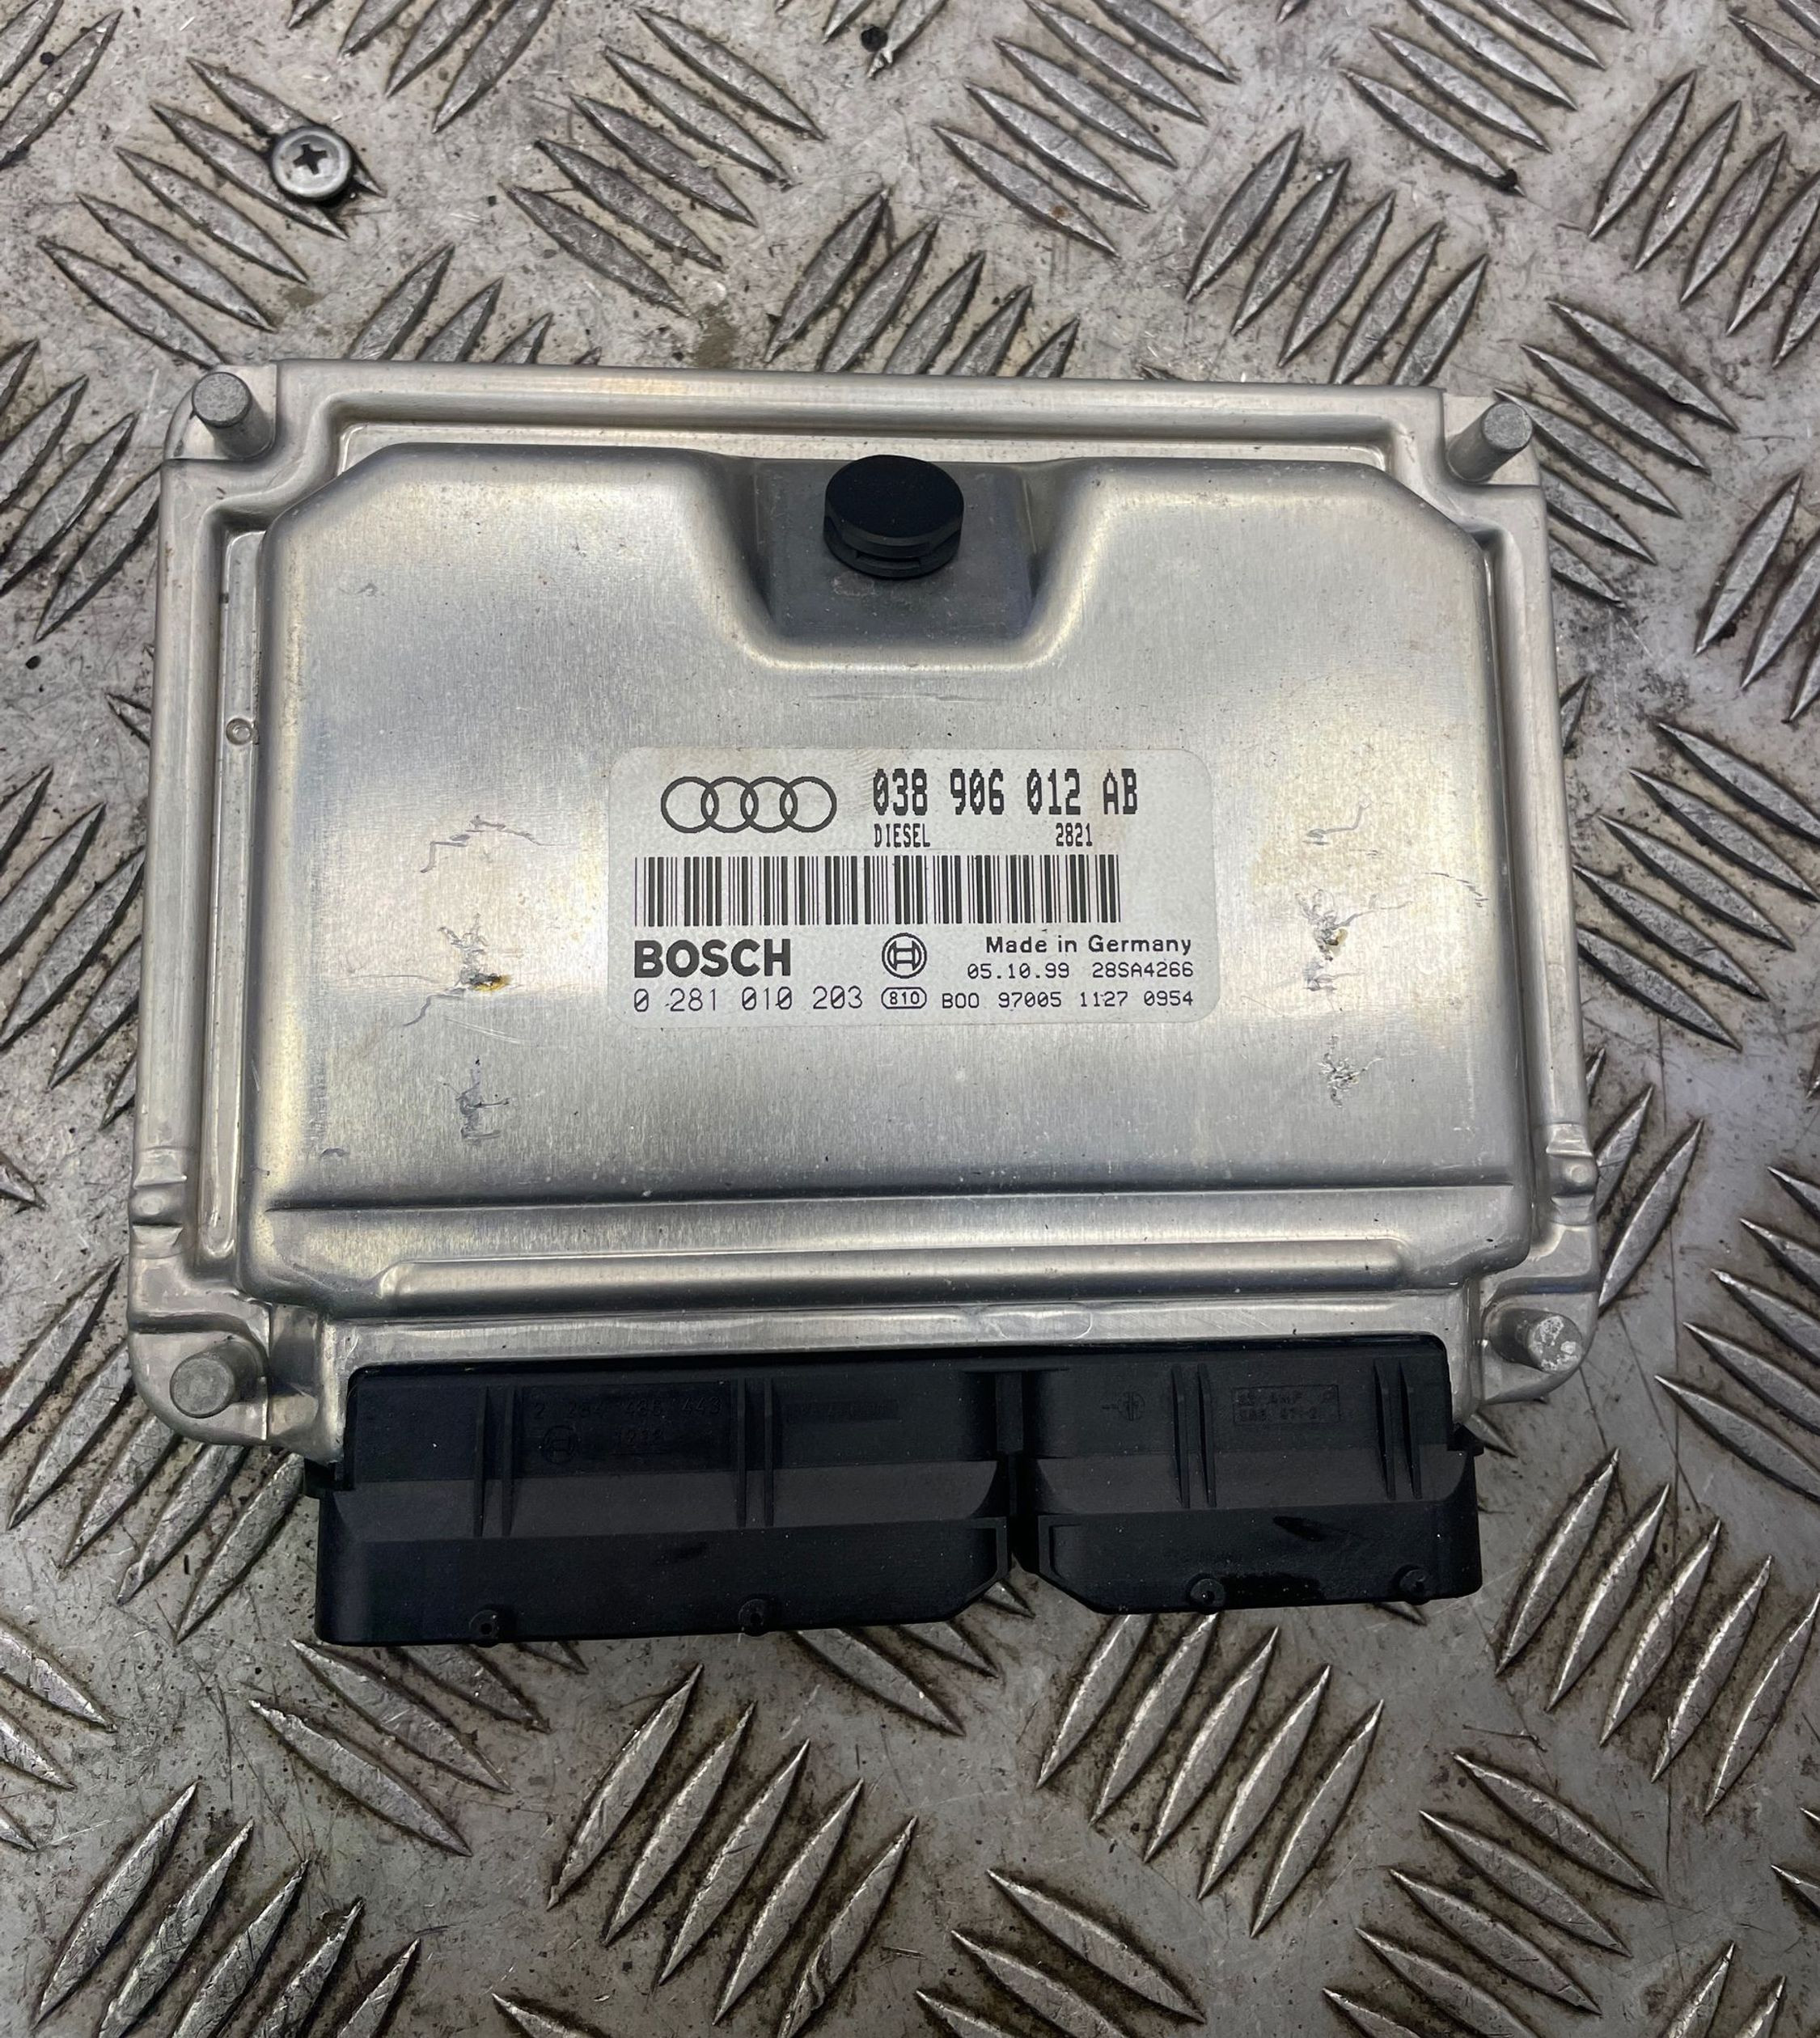 038 906 012 AB
DIESEL 2821
BOSCH
Made in Germany
05.10.99 28SA4266
0 281 010 203 810 B00 97005 1127 0954